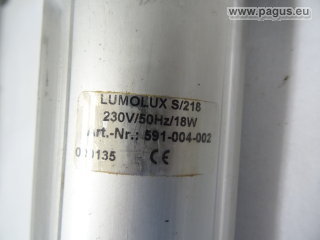 www.pagus.eu
LUMOLUX S/218
230V/50Hz/18W
Art.-Nr.: 591-004-002
CE